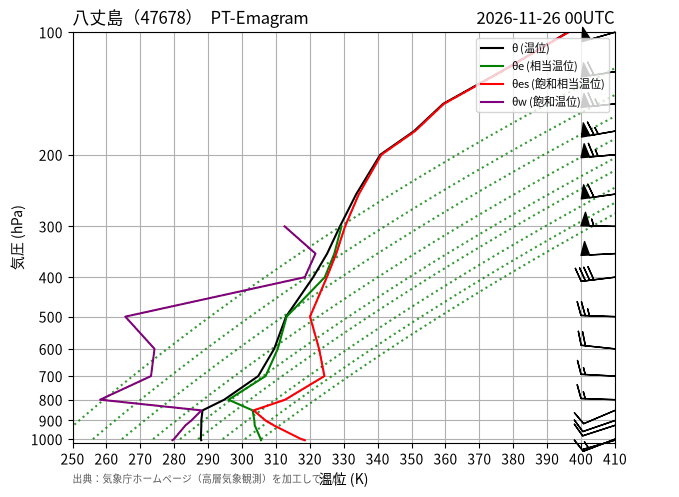 八丈島（47678） PT-Emagram
2026-11-26 00UTC
θ (温位)
θe (相当温位)
θes (飽和相当温位)
θw (飽和温位)
気圧 (hPa)
100
200
300
400
500
600
700
800
900
1000
250 260 270 280 290 300 310 320 330 340 350 360 370 380 390 400 410
温位 (K)
出典：気象庁ホームページ（高層気象観測）を加工して